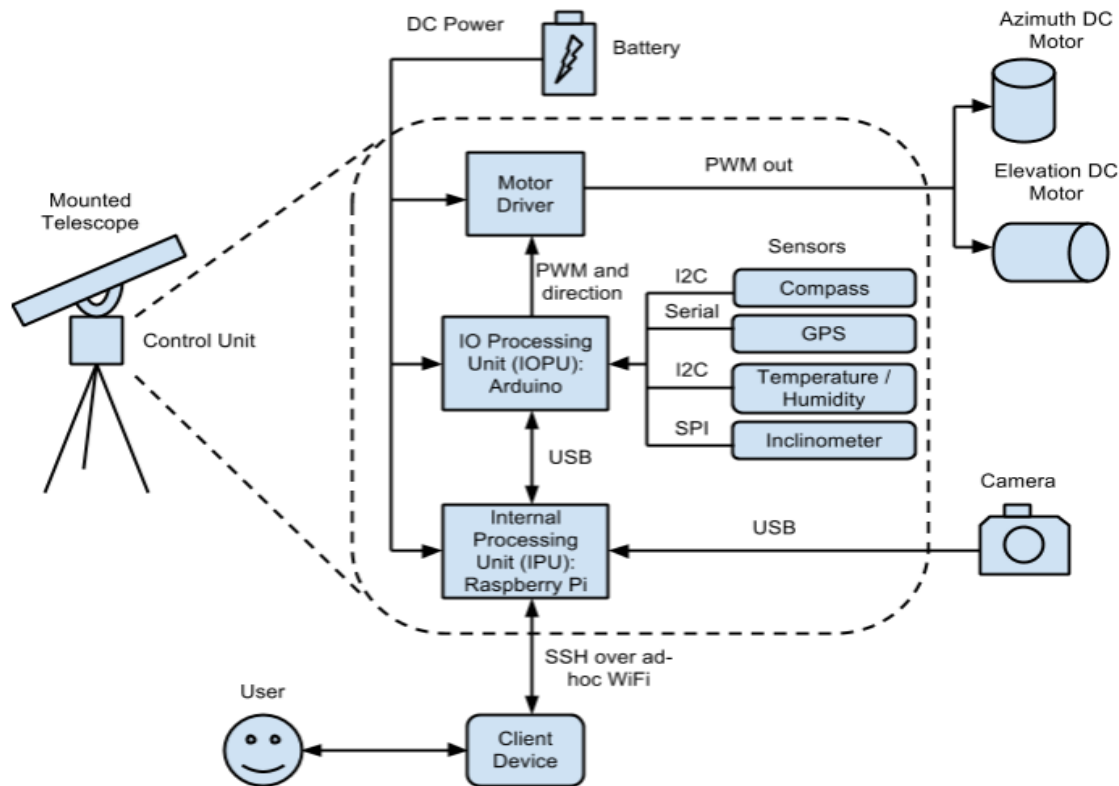 DC Power
Battery
Azimuth DC
Motor
Mounted
Telescope
Motor
Driver
PWM out
Elevation DC
Motor
Sensors
PWM and
direction
I2C
Compass
Serial
GPS
Control Unit
IO Processing
Unit (IOPU):
Arduino
I2C
Temperature /
Humidity
SPI
Inclinometer
USB
Camera
Internal
Processing
Unit (IPU):
Raspberry Pi
USB
SSH over ad-
hoc WiFi
User
Client
Device